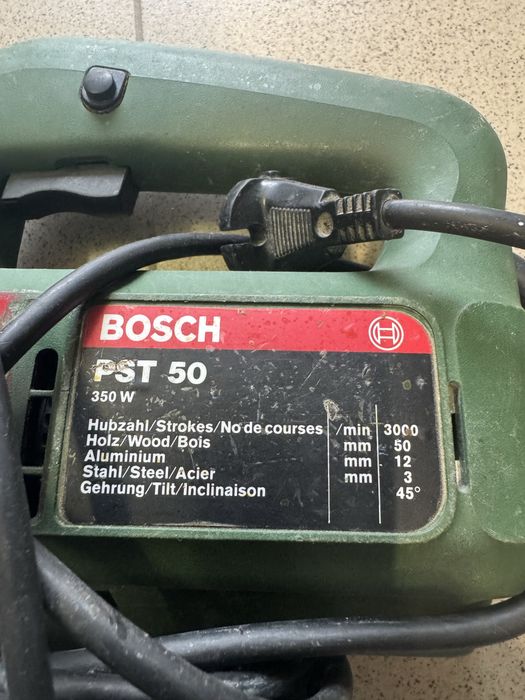 BOSCH
PST 50
350 W
Hubzahl/Strokes/No de courses /min 3000
Holz/Wood/Bois mm 50
Aluminium mm 12
Stahl/Steel/Acier mm 3
Gehrung/Tilt/Inclinaison 45°